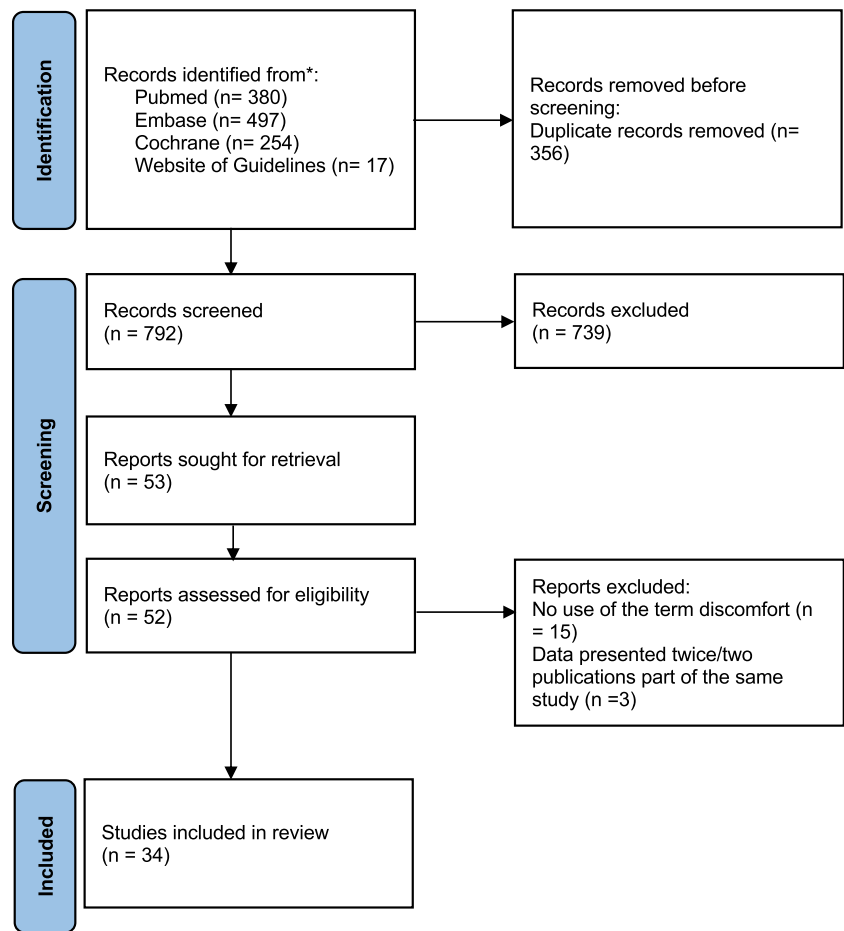 Identification
Records identified from*:
Pubmed (n= 380)
Embase (n= 497)
Cochrane (n= 254)
Website of Guidelines (n= 17)
Records removed before
screening:
Duplicate records removed (n=
356)
Screening
Records screened
(n = 792)
Records excluded
(n = 739)
Reports sought for retrieval
(n = 53)
Reports assessed for eligibility
(n = 52)
Reports excluded:
No use of the term discomfort (n
= 15)
Data presented twice/two
publications part of the same
study (n =3)
Included
Studies included in review
(n = 34)